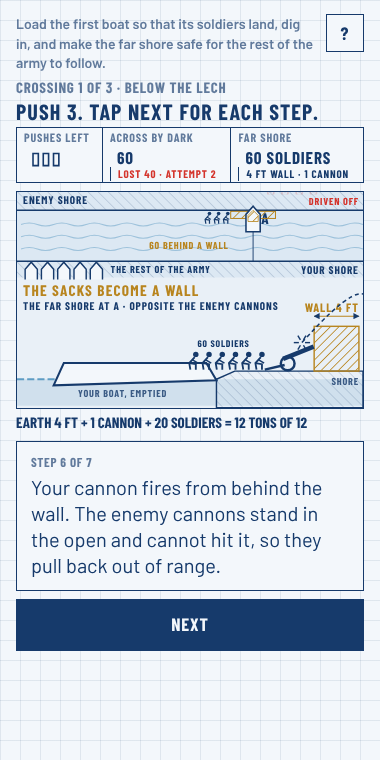 Load the first boat so that its soldiers land, dig
in, and make the far shore safe for the rest of the
army to follow.
?
CROSSING 1 OF 3 · BELOW THE LECH
PUSH 3. TAP NEXT FOR EACH STEP.
PUSHES LEFT
ACROSS BY DARK
60
LOST 40 · ATTEMPT 2
FAR SHORE
60 SOLDIERS
4 FT WALL · 1 CANNON
ENEMY SHORE
DRIVEN OFF
A
60 BEHIND A WALL
THE REST OF THE ARMY
YOUR SHORE
THE SACKS BECOME A WALL
THE FAR SHORE AT A · OPPOSITE THE ENEMY CANNONS
WALL 4 FT
60 SOLDIERS
SHORE
YOUR BOAT, EMPTIED
EARTH 4 FT + 1 CANNON + 20 SOLDIERS = 12 TONS OF 12
STEP 6 OF 7
Your cannon fires from behind the
wall. The enemy cannons stand in
the open and cannot hit it, so they
pull back out of range.
NEXT